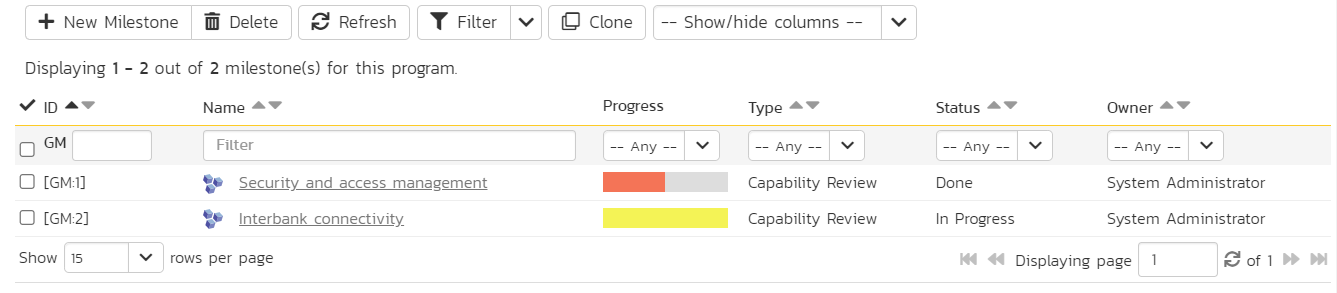 New Milestone Delete Refresh Filter Clone -- Show/hide columns --
Displaying 1 - 2 out of 2 milestone(s) for this program.
ID Name Progress Type Status Owner
GM Filter -- Any -- -- Any -- -- Any -- -- Any --
[GM:1] Security and access management Capability Review Done System Administrator
[GM:2] Interbank connectivity Capability Review In Progress System Administrator
Show 15 rows per page Displaying page 1 of 1